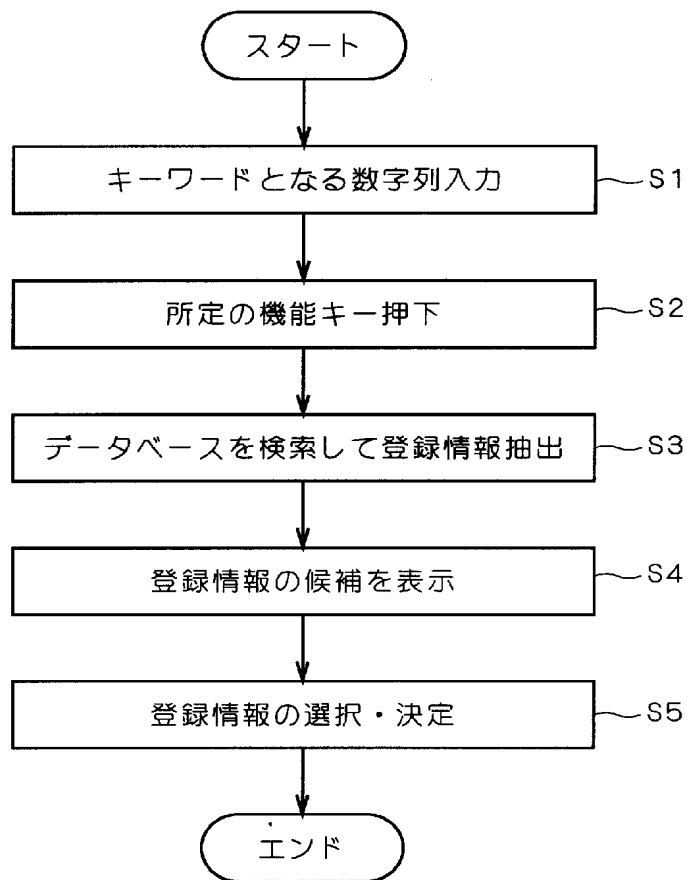 スタート
キーワードとなる数字列入力
S1
所定の機能キー押下
S2
データベースを検索して登録情報抽出
S3
登録情報の候補を表示
S4
登録情報の選択・決定
S5
エンド